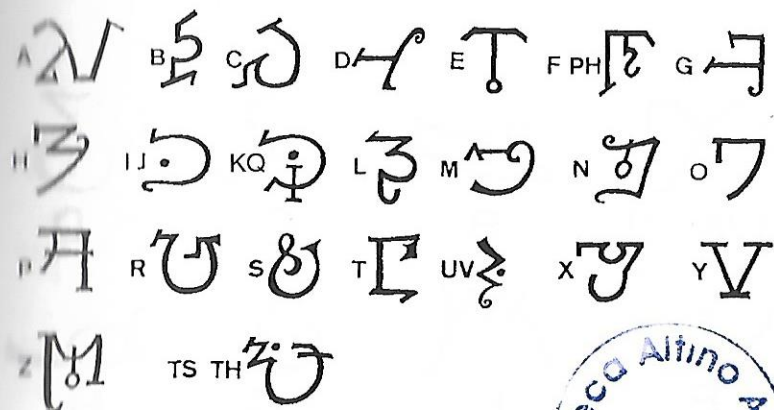 A B C D E F PH G
H I J KQ L M N O
P R S T UV X Y
Z TS TH
Altino